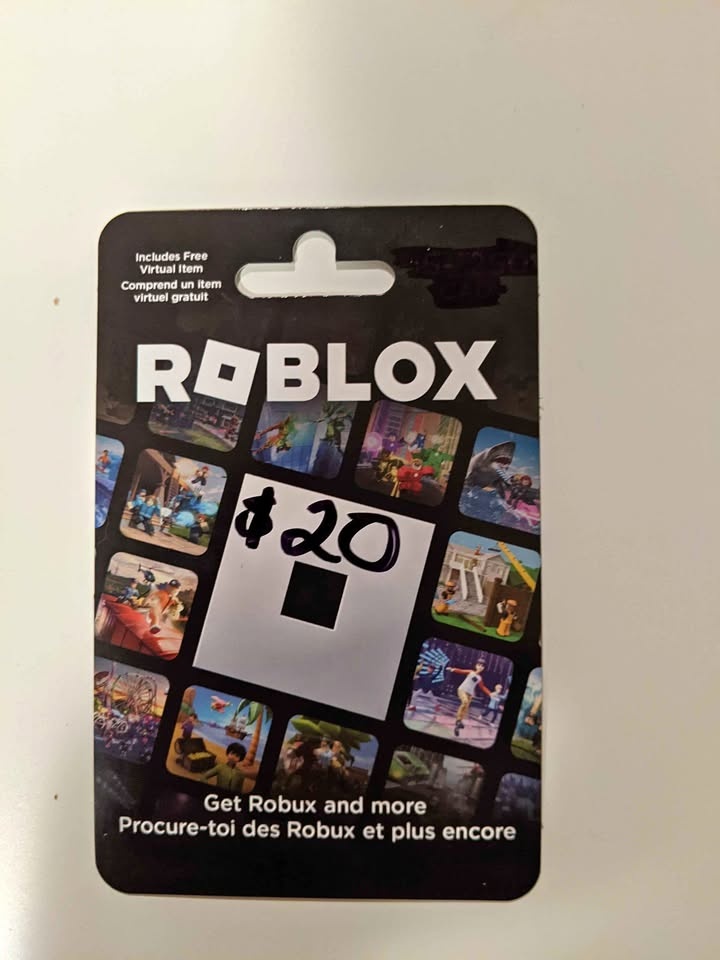 Includes Free
Virtual Item
Comprend un item
virtuel gratuit
ROBLOX
$20
Get Robux and more
Procure-toi des Robux et plus encore